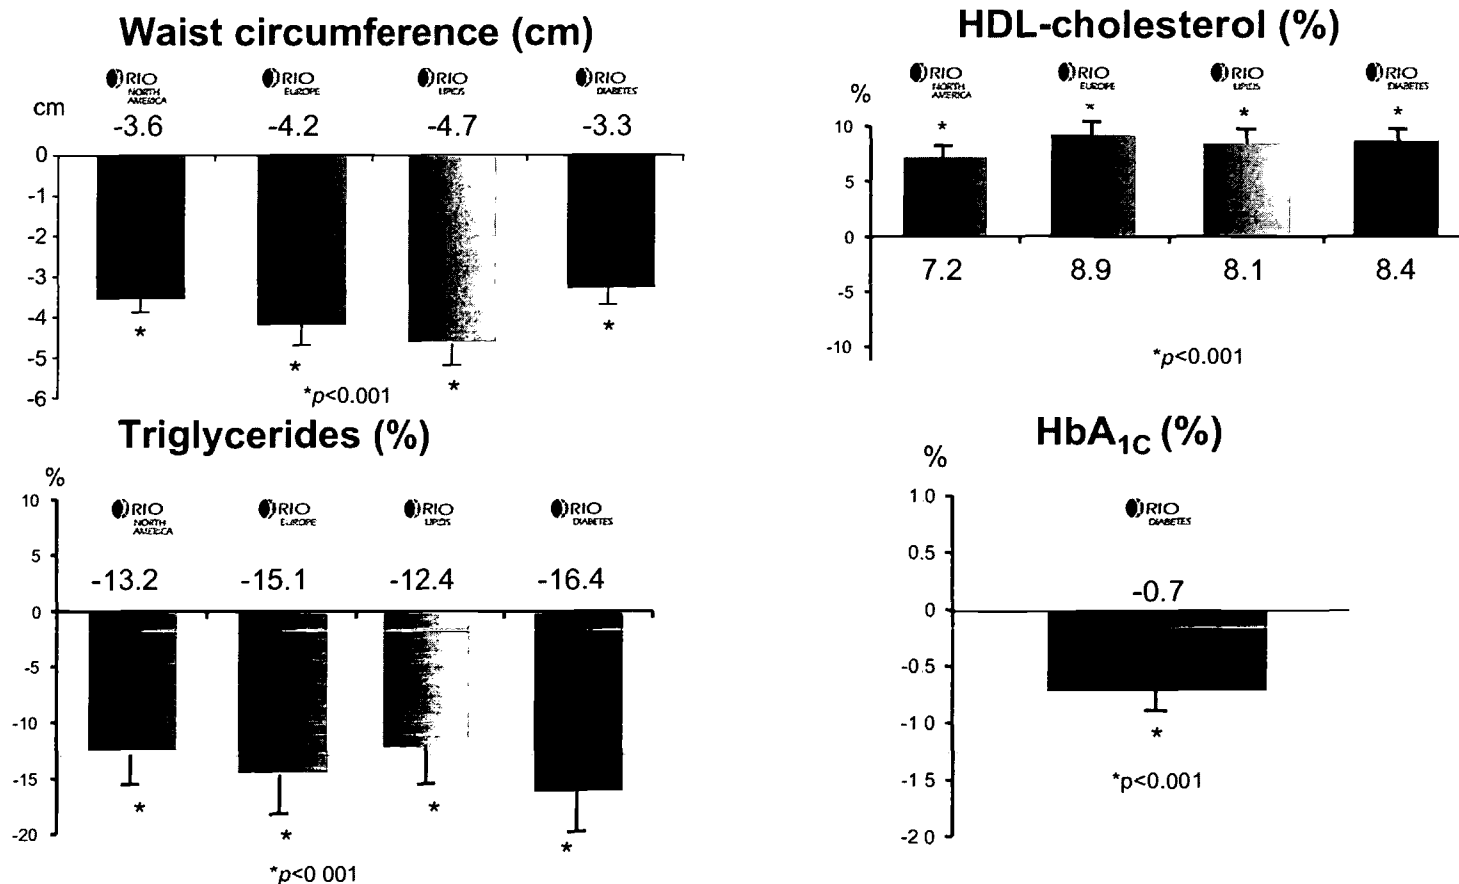 Waist circumference (cm)
RIO NORTH AMERICA
RIO EUROPE
RIO LIPIDS
RIO DIABETES
cm
-3.6 -4.2 -4.7 -3.3
0
-1
-2
-3
-4
-5
-6
* * * *
*p<0.001
HDL-cholesterol (%)
RIO NORTH AMERICA
RIO EUROPE
RIO LIPIDS
RIO DIABETES
%
* * * *
10
5
0
-5
-10
7.2 8.9 8.1 8.4
*p<0.001
Triglycerides (%)
%
RIO NORTH AMERICA
RIO EUROPE
RIO LIPIDS
RIO DIABETES
10
5
0
-5
-10
-15
-20
-13.2 -15.1 -12.4 -16.4
* * * *
*p<0 001
HbA1C (%)
%
RIO DIABETES
1 0
0.5
0
-0.5
-1 0
-1 5
-2 0
-0.7
*
*p<0.001